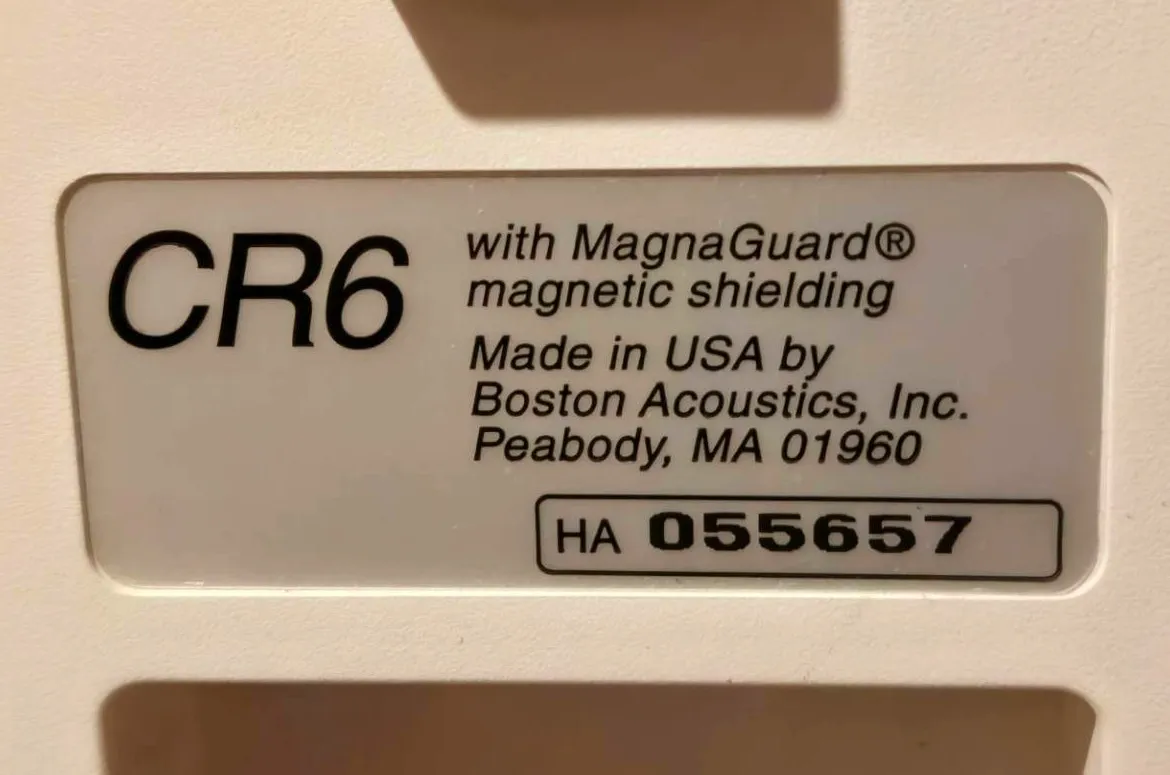 CR6
with MagnaGuard®
magnetic shielding
Made in USA by
Boston Acoustics, Inc.
Peabody, MA 01960
HA 055657